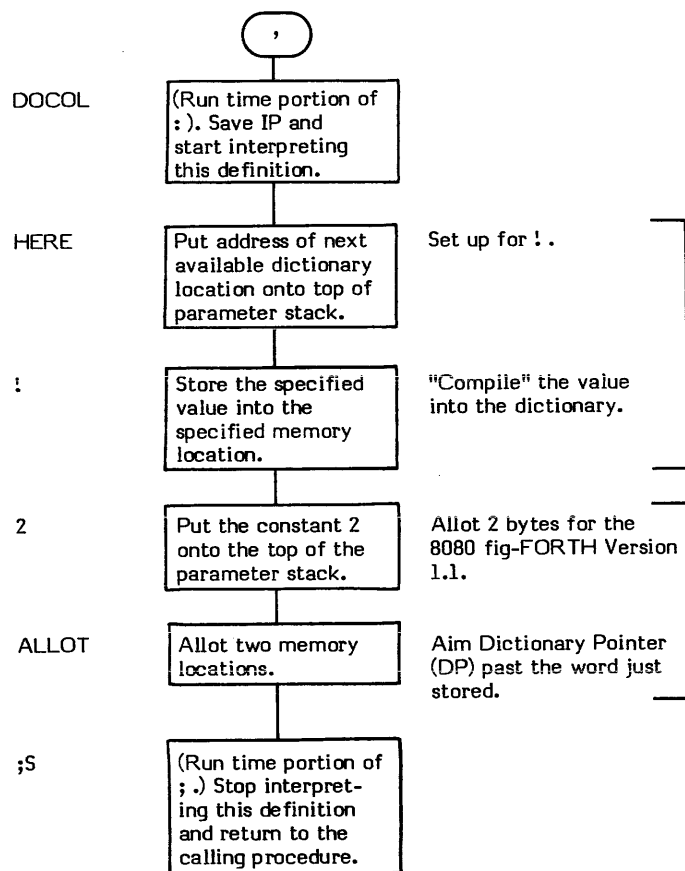 ,
DOCOL
(Run time portion of
: ). Save IP and
start interpreting
this definition.
HERE
Put address of next
available dictionary
location onto top of
parameter stack.
Set up for ! .
!
Store the specified
value into the
specified memory
location.
"Compile" the value
into the dictionary.
2
Put the constant 2
onto the top of the
parameter stack.
Allot 2 bytes for the
8080 fig-FORTH Version
1.1.
ALLOT
Allot two memory
locations.
Aim Dictionary Pointer
(DP) past the word just
stored.
;S
(Run time portion of
; .) Stop interpret-
ing this definition
and return to the
calling procedure.